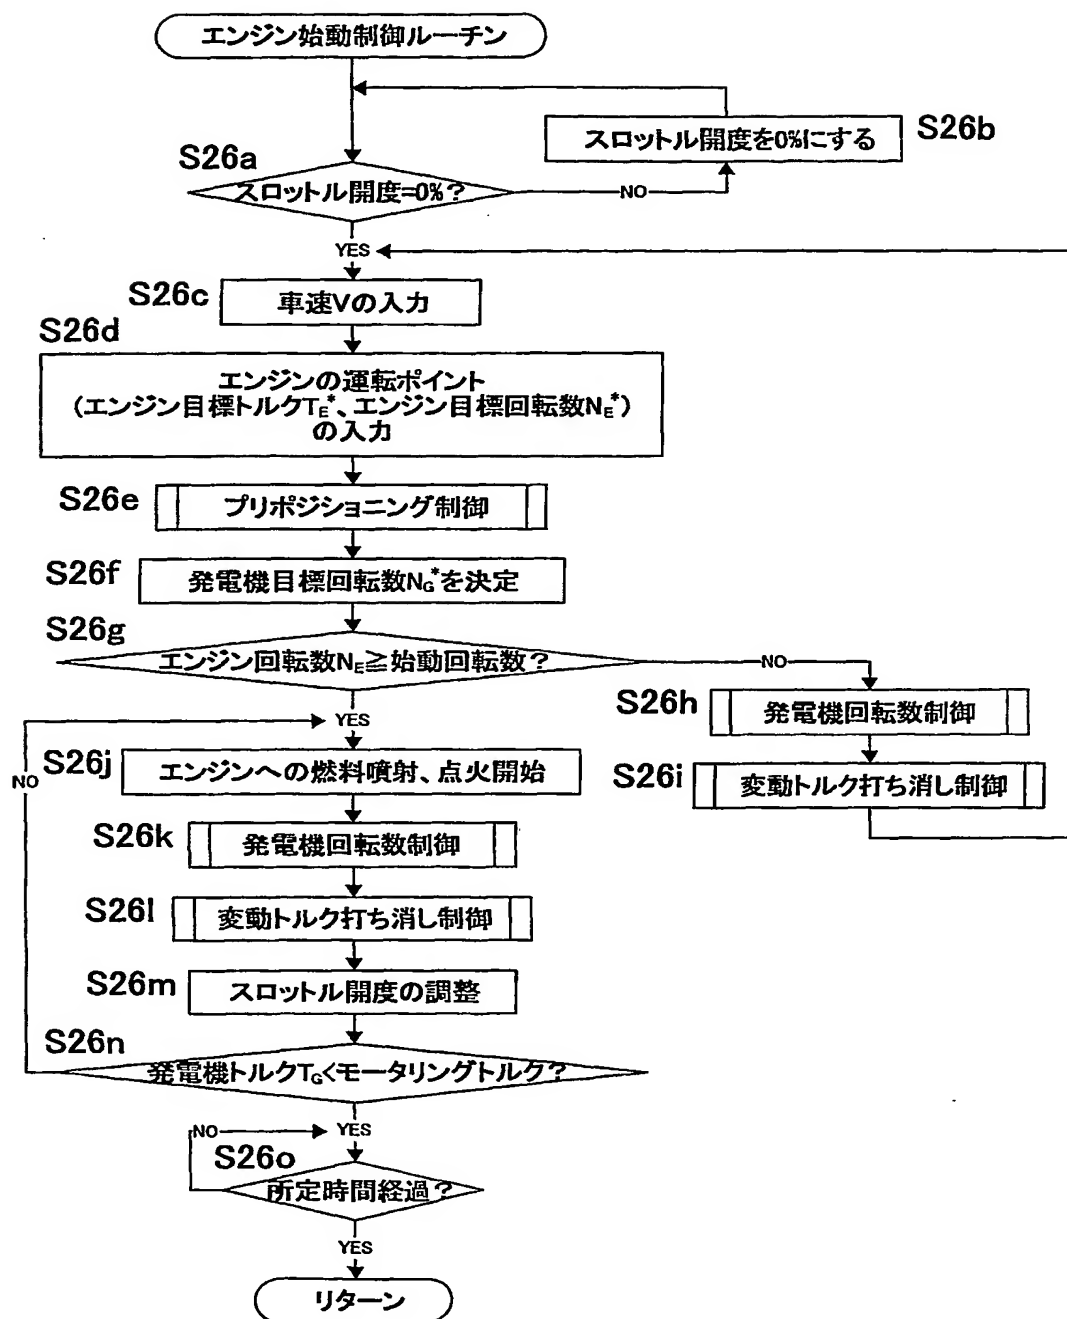 エンジン始動制御ルーチン
スロットル開度を0%にする
S26b
S26a
スロットル開度=0%?
NO
YES
S26c
車速Vの入力
S26d
エンジンの運転ポイント
(エンジン目標トルクTE*、エンジン目標回転数NE*)
の入力
S26e
プリポジショニング制御
S26f
発電機目標回転数NG*を決定
S26g
エンジン回転数NE≧始動回転数?
NO
YES
S26h
発電機回転数制御
S26i
変動トルク打ち消し制御
NO
S26j
エンジンへの燃料噴射、点火開始
S26k
発電機回転数制御
S26l
変動トルク打ち消し制御
S26m
スロットル開度の調整
S26n
発電機トルクTG<モータリングトルク?
NO
YES
S26o
所定時間経過?
YES
リターン